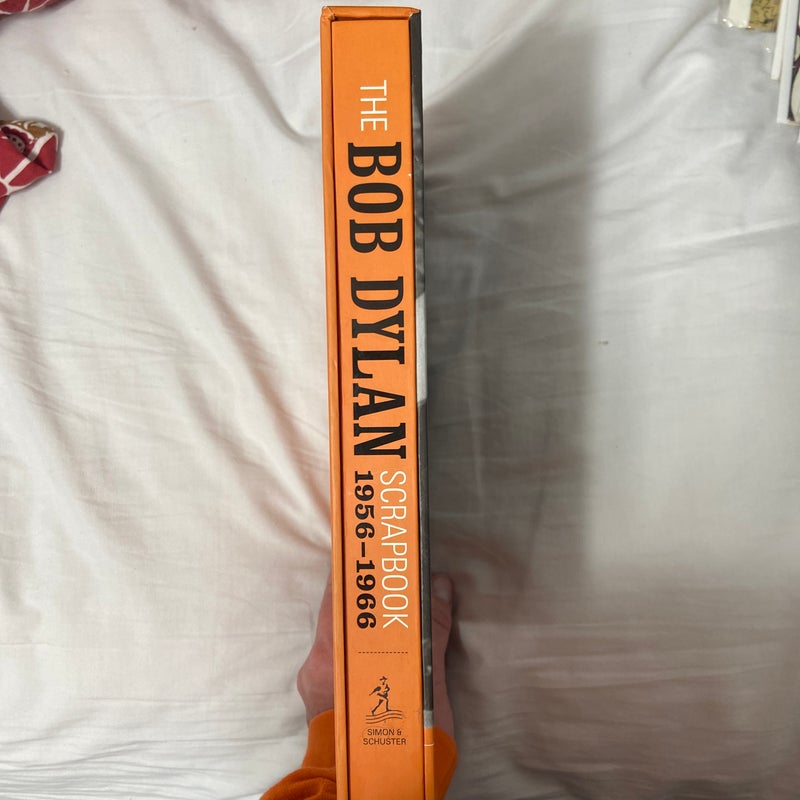 THE BOB DYLAN SCRAPBOOK
1956–1966
SIMON &
SCHUSTER